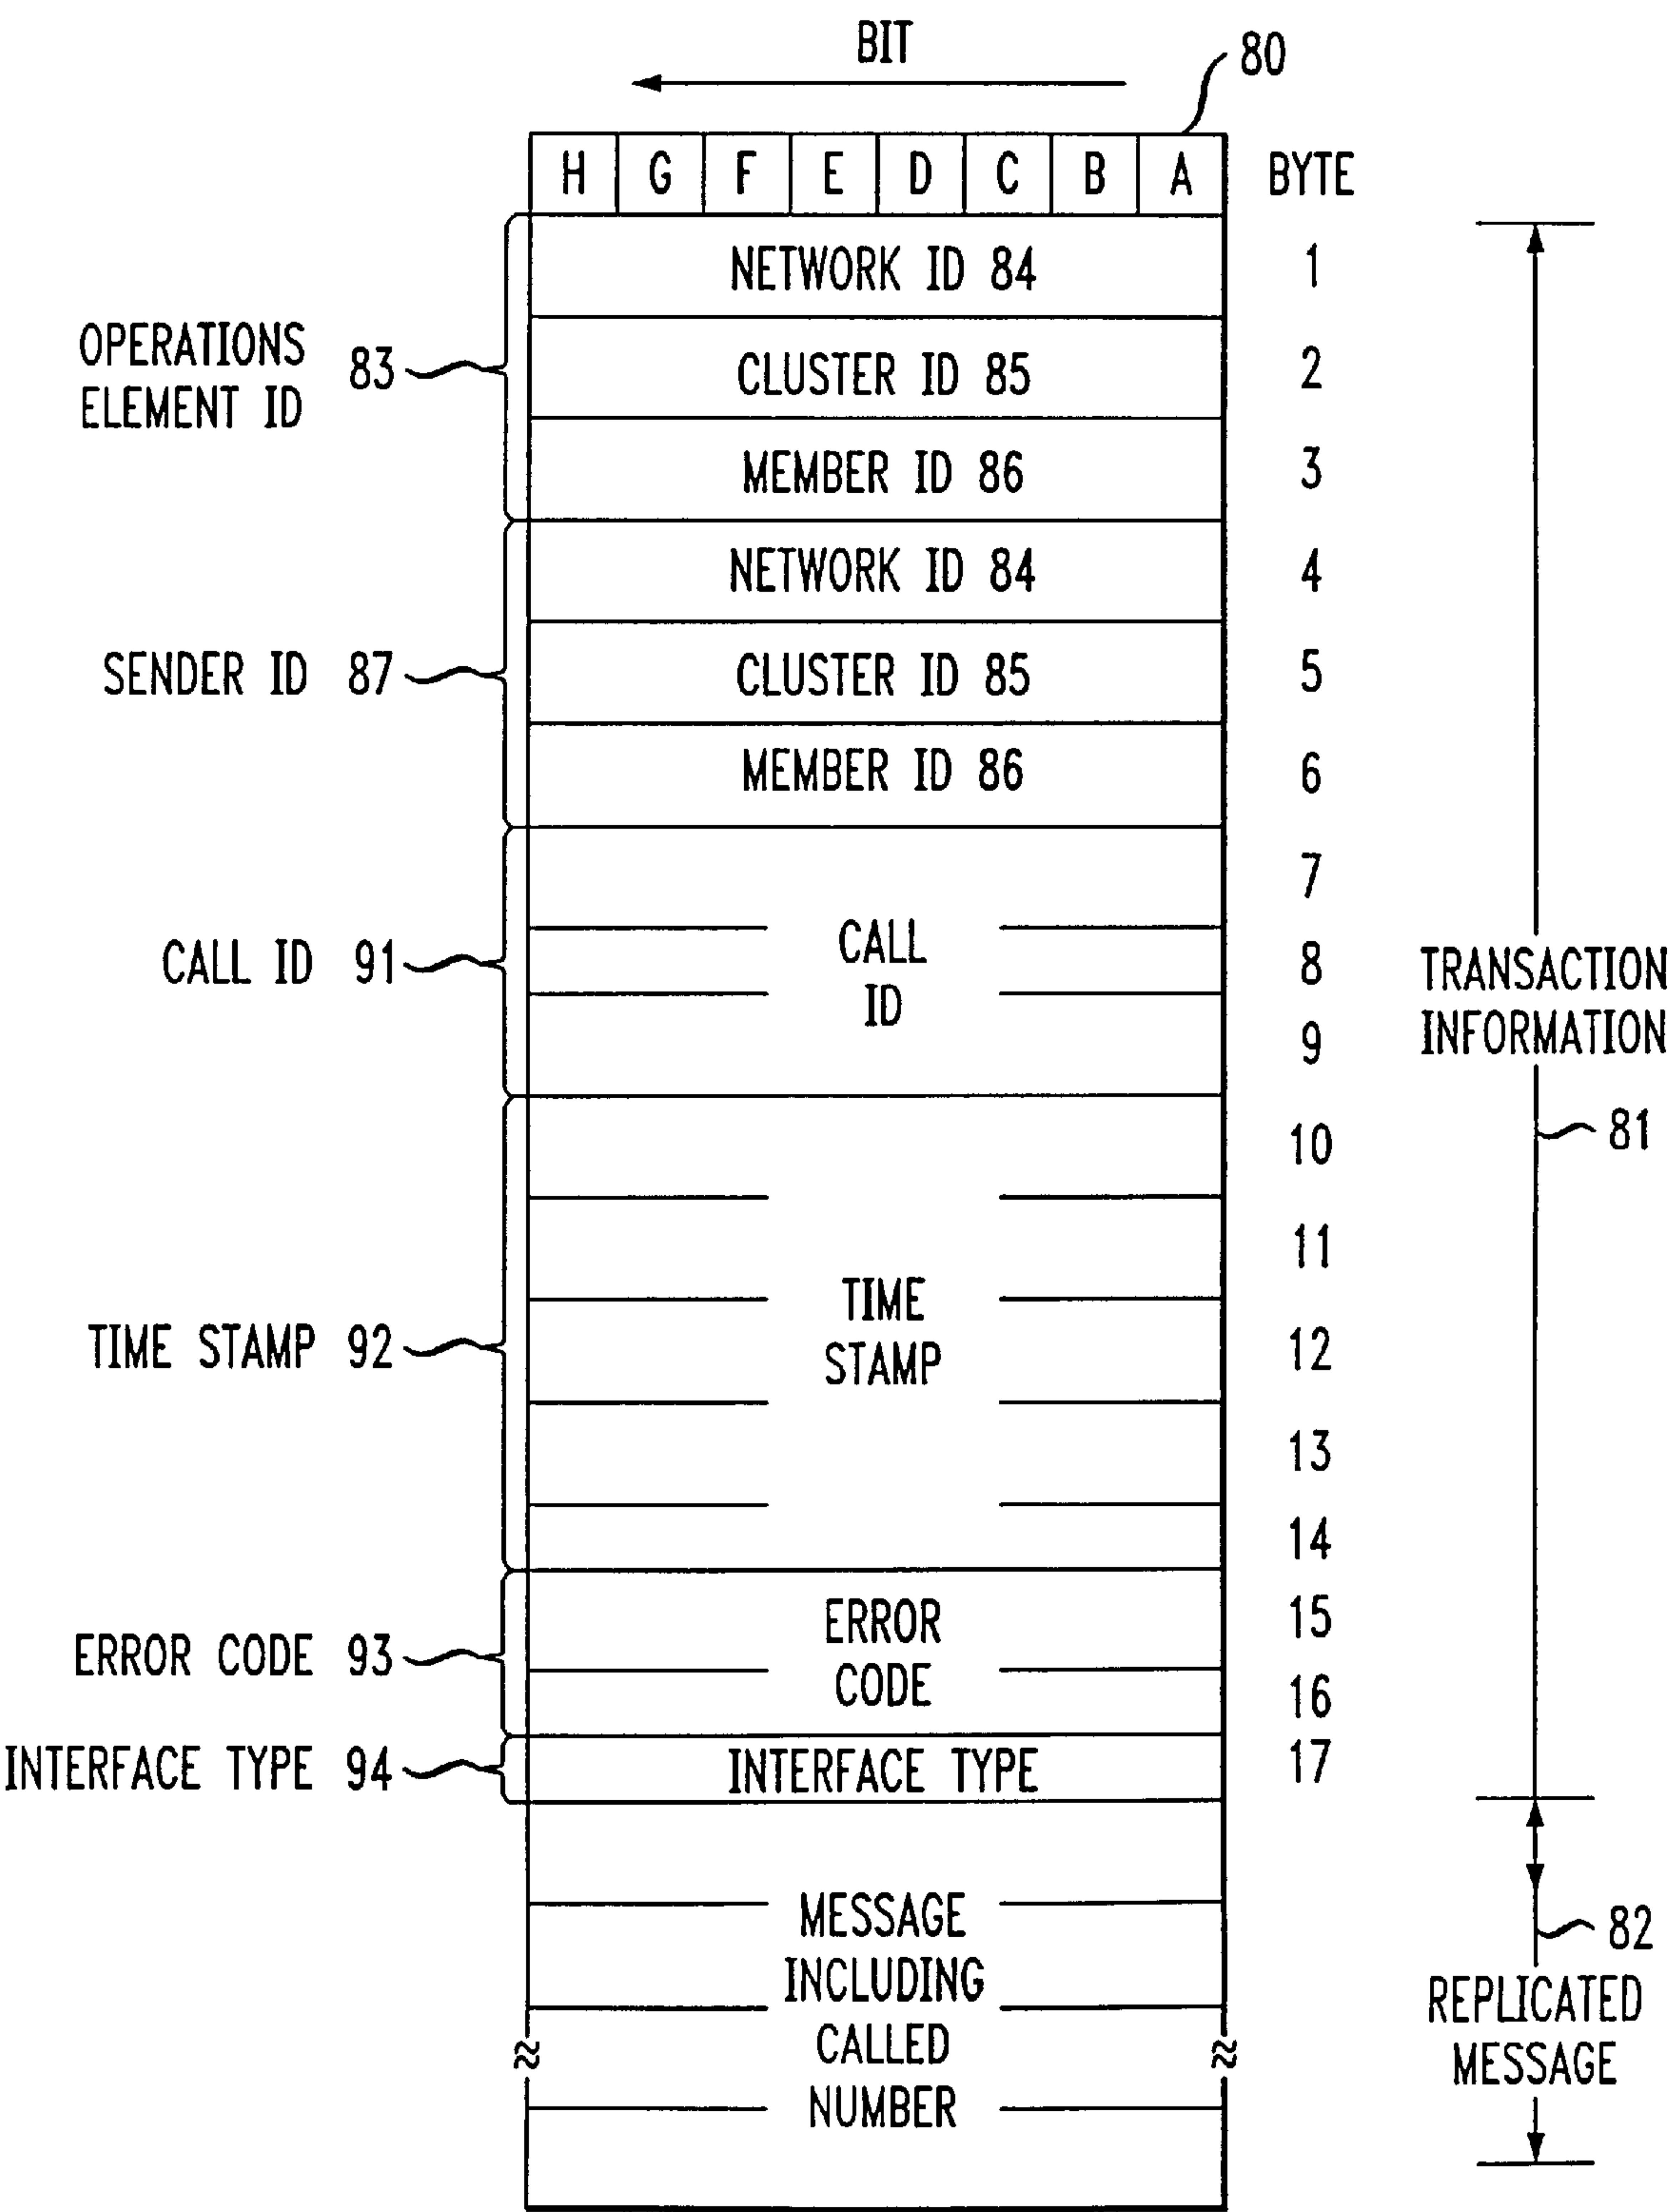 BIT
80
H G F E D C B A BYTE
NETWORK ID 84 1
OPERATIONS
ELEMENT ID 83
CLUSTER ID 85 2
MEMBER ID 86 3
NETWORK ID 84 4
SENDER ID 87 CLUSTER ID 85 5
MEMBER ID 86 6
7
CALL ID 91
CALL
ID
8
9
TRANSACTION
INFORMATION
81
10
11
TIME STAMP 92
TIME
STAMP
12
13
14
ERROR CODE 93
ERROR
CODE
15
16
INTERFACE TYPE 94 INTERFACE TYPE 17
MESSAGE
INCLUDING
CALLED
NUMBER
82
REPLICATED
MESSAGE